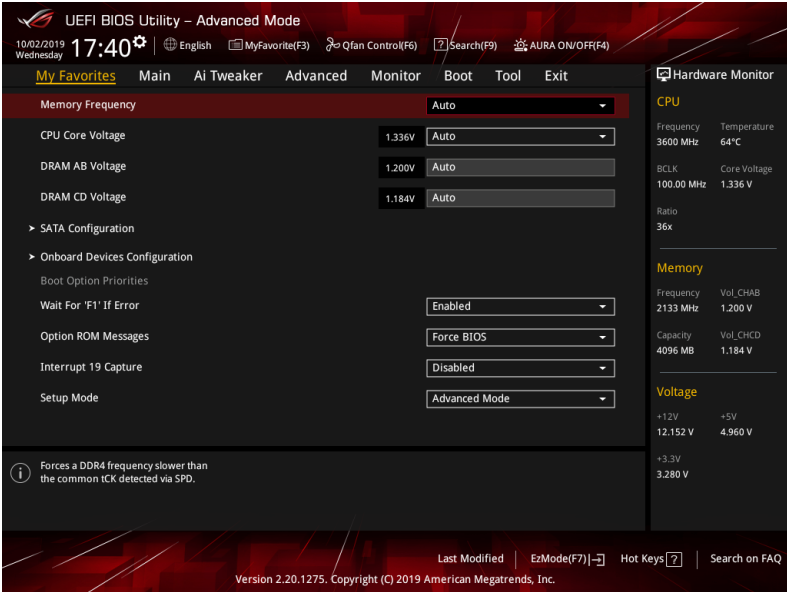 UEFI BIOS Utility – Advanced Mode
10/02/2019
Wednesday
17:40
English
MyFavorite(F3)
Qfan Control(F6)
? Search(F9)
AURA ON/OFF(F4)
My Favorites Main Ai Tweaker Advanced Monitor Boot Tool Exit
Memory Frequency Auto
CPU Core Voltage 1.336V Auto
DRAM AB Voltage 1.200V Auto
DRAM CD Voltage 1.184V Auto
> SATA Configuration
> Onboard Devices Configuration
Boot Option Priorities
Wait For 'F1' If Error Enabled
Option ROM Messages Force BIOS
Interrupt 19 Capture Disabled
Setup Mode Advanced Mode
i Forces a DDR4 frequency slower than
the common tCK detected via SPD.
Hardware Monitor
CPU
Frequency Temperature
3600 MHz 64°C
BCLK Core Voltage
100.00 MHz 1.336 V
Ratio
36x
Memory
Frequency Vol_CHAB
2133 MHz 1.200 V
Capacity Vol_CHCD
4096 MB 1.184 V
Voltage
+12V +5V
12.152 V 4.960 V
+3.3V
3.280 V
Last Modified EzMode(F7) Hot Keys ? Search on FAQ
Version 2.20.1275. Copyright (C) 2019 American Megatrends, Inc.